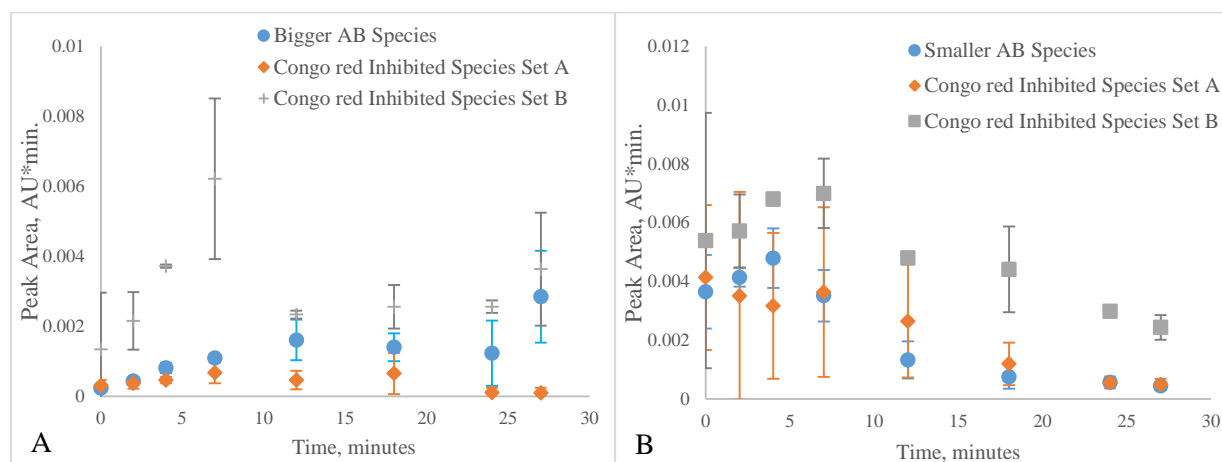 Bigger AB Species
Congo red Inhibited Species Set A
Congo red Inhibited Species Set B
0.01
0.008
0.006
0.004
0.002
0
Peak Area, AU*min.
0 5 10 15 20 25 30
Time, minutes
A
Smaller AB Species
Congo red Inhibited Species Set A
Congo red Inhibited Species Set B
0.012
0.01
0.008
0.006
0.004
0.002
0
Peak Area, AU*min.
0 5 10 15 20 25 30
Time, minutes
B